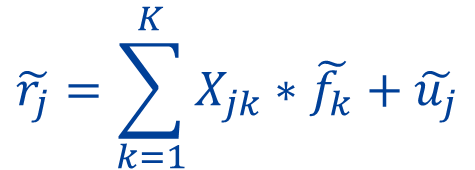 r̃ⱼ = ∑ₖ₌₁ᴷ Xⱼₖ * f̃ₖ + ũⱼ